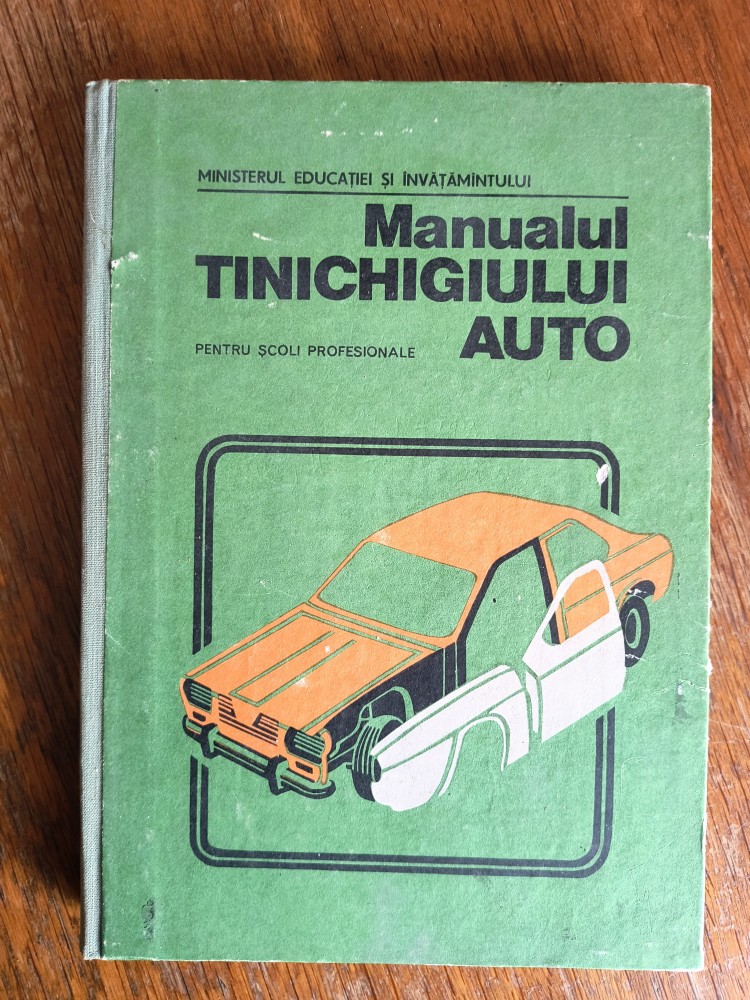 MINISTERUL EDUCAȚIEI ȘI ÎNVĂȚĂMÎNTULUI
Manualul
TINICHIGIULUI
AUTO
PENTRU ȘCOLI PROFESIONALE